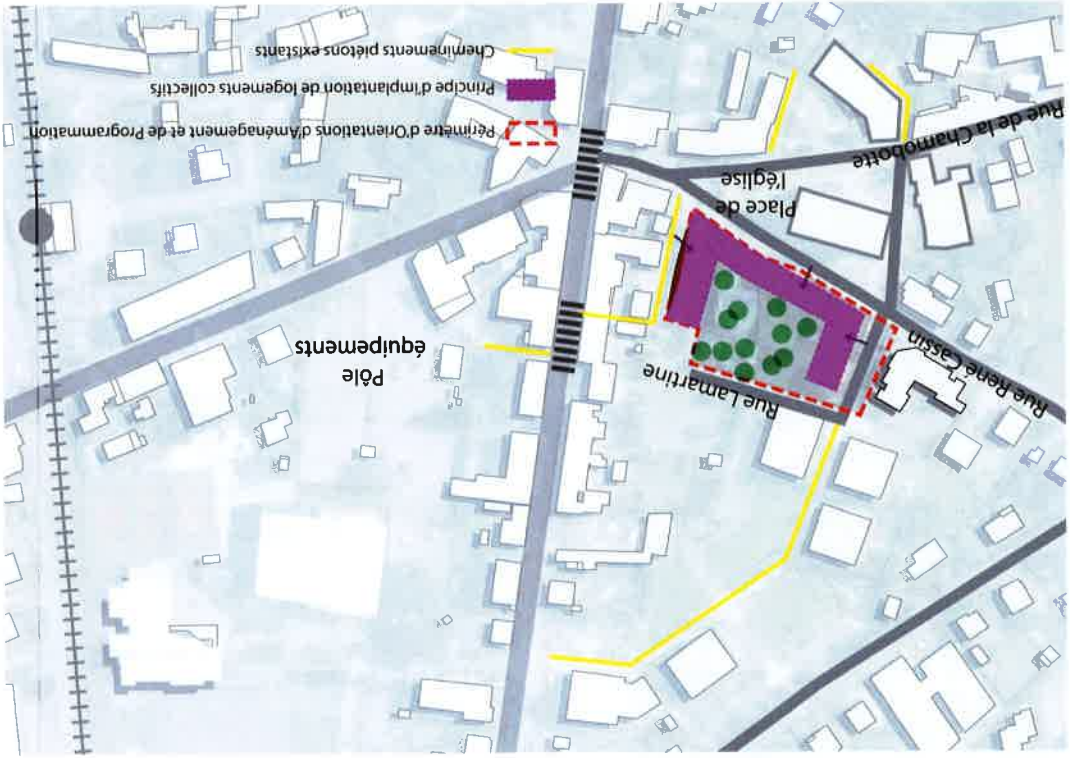 Rue René Cassin
Rue Lamartine
Pôle
équipements
Place de
l'église
Rue de la Chamobotte
Périmètre d'Orientations d'Aménagement et de Programmation
Principe d'implantation de logements collectifs
Cheminements piétons existants